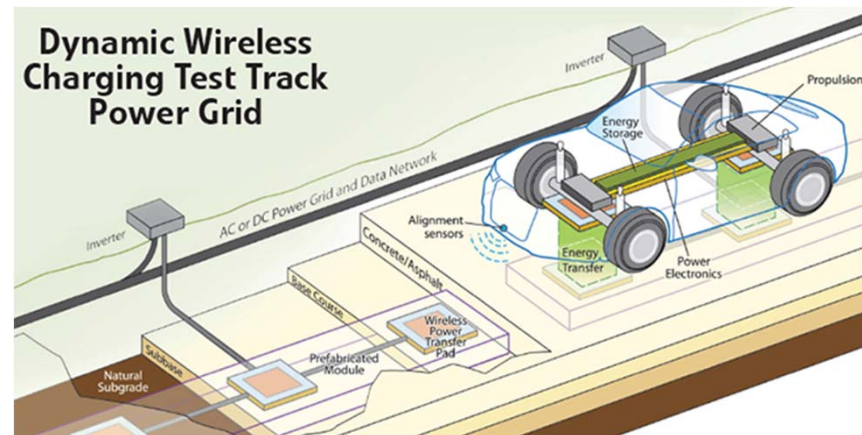 Dynamic Wireless
Charging Test Track
Power Grid
Inverter
Propulsion
Energy
Storage
AC or DC Power Grid and Data Network
Inverter
Alignment
sensors
Concrete/Asphalt
Energy
Transfer
Power
Electronics
Base Course
Subbase
Wireless
Power
Transfer
Pad
Prefabricated
Module
Natural
Subgrade